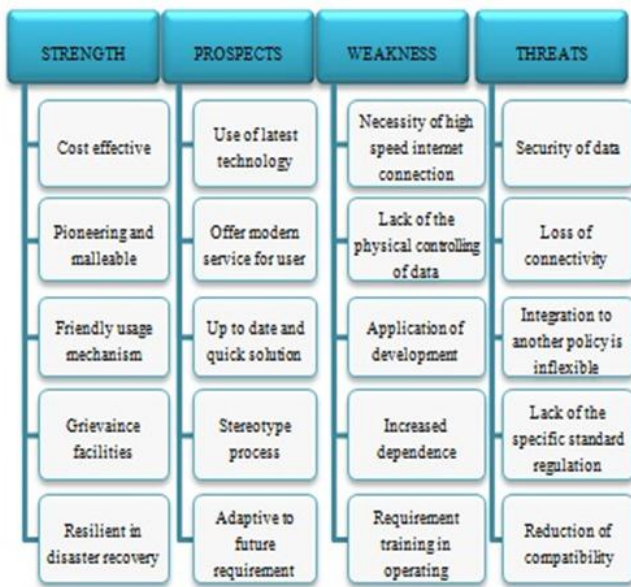 STRENGTH
Cost effective
Pioneering and
malleable
Friendly usage
mechanism
Grievaince
facilities
Resilient in
disaster recovery
PROSPECTS
Use of latest
technology
Offer modern
service for user
Up to date and
quick solution
Stereotype
process
Adaptive to
future
requirement
WEAKNESS
Necessity of high
speed internet
connection
Lack of the
physical controlling
of data
Application of
development
Increased
dependence
Requirement
training in
operating
THREATS
Security of data
Loss of
connectivity
Integration to
another policy is
inflexible
Lack of the
specific standard
regulation
Reduction of
compatibility